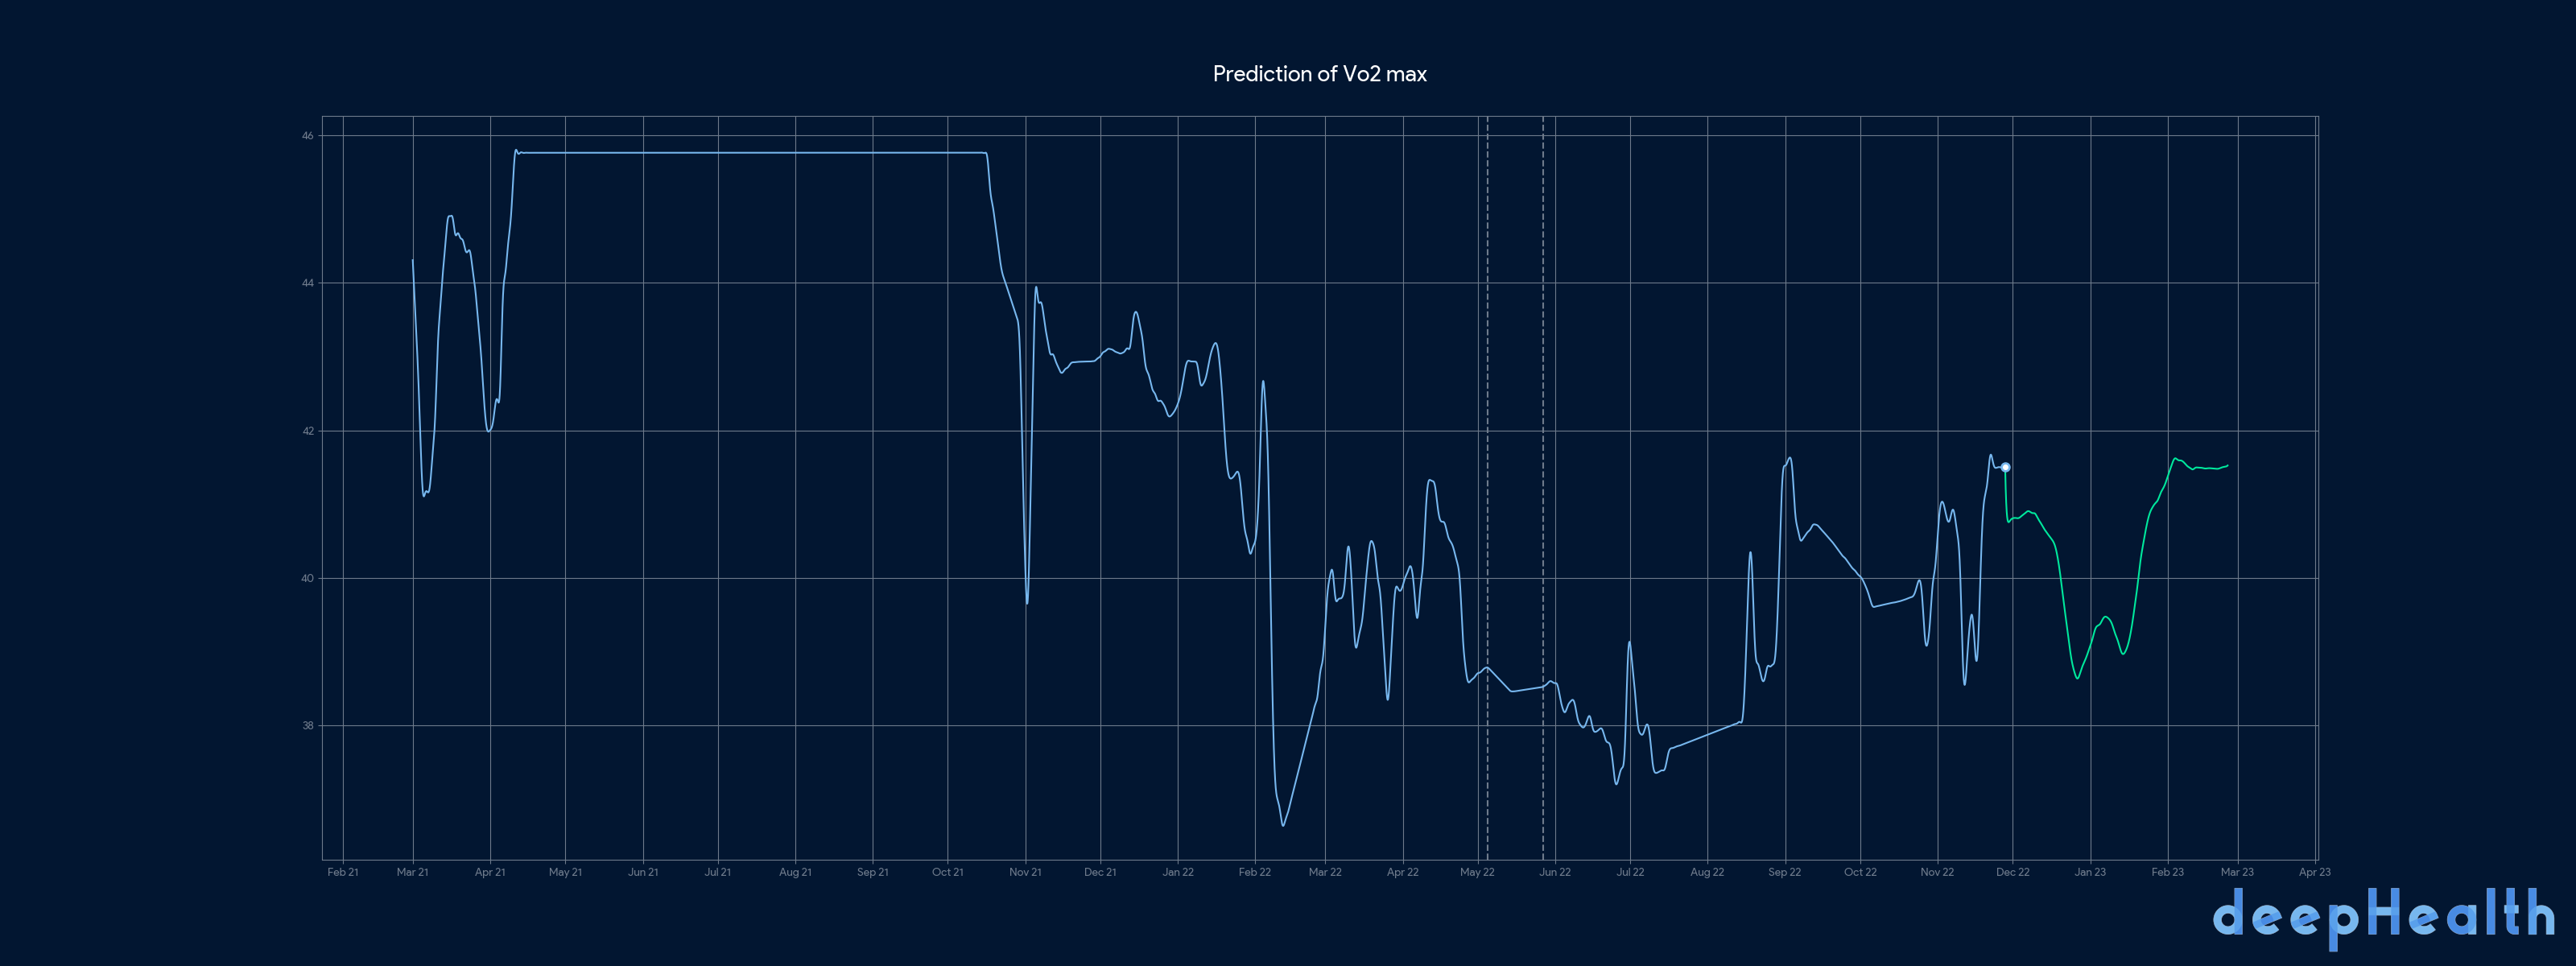 Prediction of Vo2 max
46
44
42
40
38
Feb 21 Mar 21 Apr 21 May 21 Jun 21 Jul 21 Aug 21 Sep 21 Oct 21 Nov 21 Dec 21 Jan 22 Feb 22 Mar 22 Apr 22 May 22 Jun 22 Jul 22 Aug 22 Sep 22 Oct 22 Nov 22 Dec 22 Jan 23 Feb 23 Mar 23 Apr 23
deepHealth